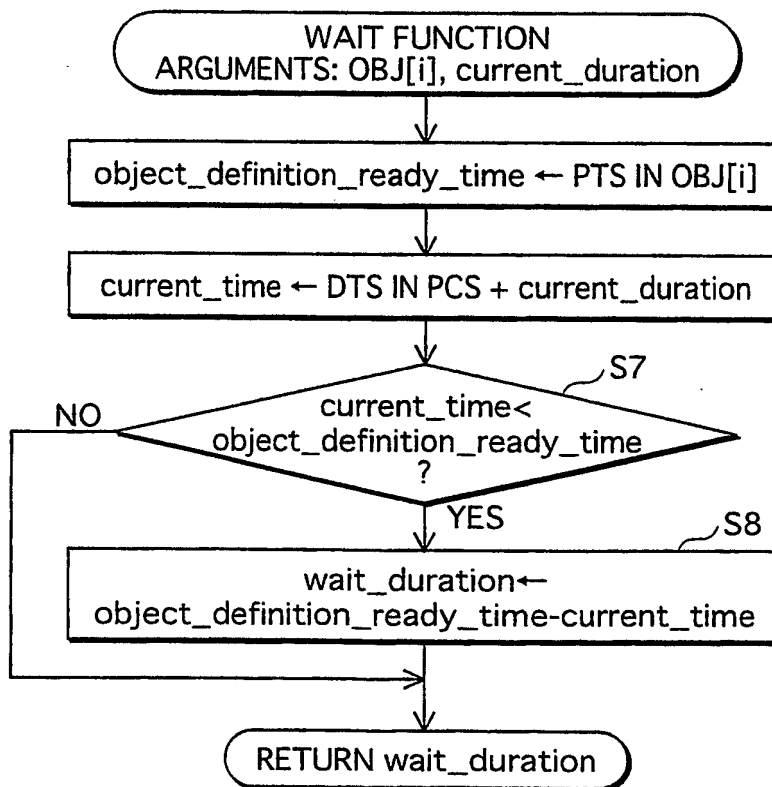 WAIT FUNCTION
ARGUMENTS: OBJ[i], current_duration
object_definition_ready_time ← PTS IN OBJ[i]
current_time ← DTS IN PCS + current_duration
S7
NO
current_time<
object_definition_ready_time
?
YES
S8
wait_duration←
object_definition_ready_time-current_time
RETURN wait_duration